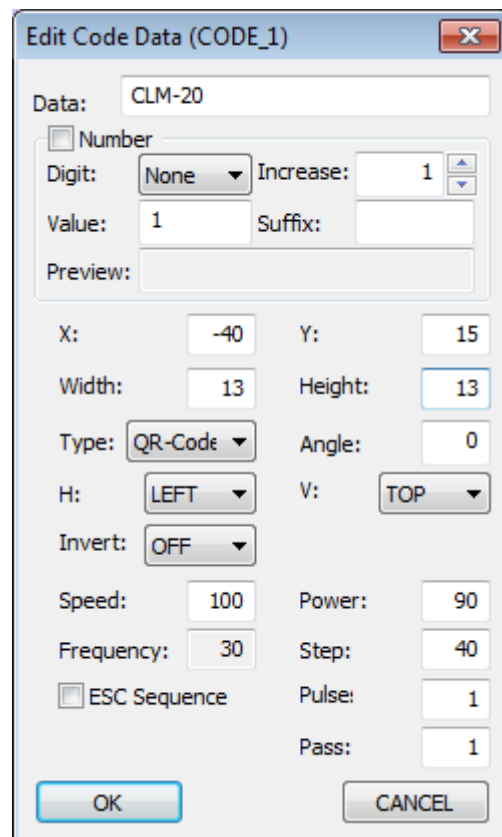 Edit Code Data (CODE_1)
Data: CLM-20
Number
Digit: None Increase: 1
Value: 1 Suffix:
Preview:
X: -40 Y: 15
Width: 13 Height: 13
Type: QR-Code Angle: 0
H: LEFT V: TOP
Invert: OFF
Speed: 100 Power: 90
Frequency: 30 Step: 40
ESC Sequence Pulse: 1
Pass: 1
OK CANCEL